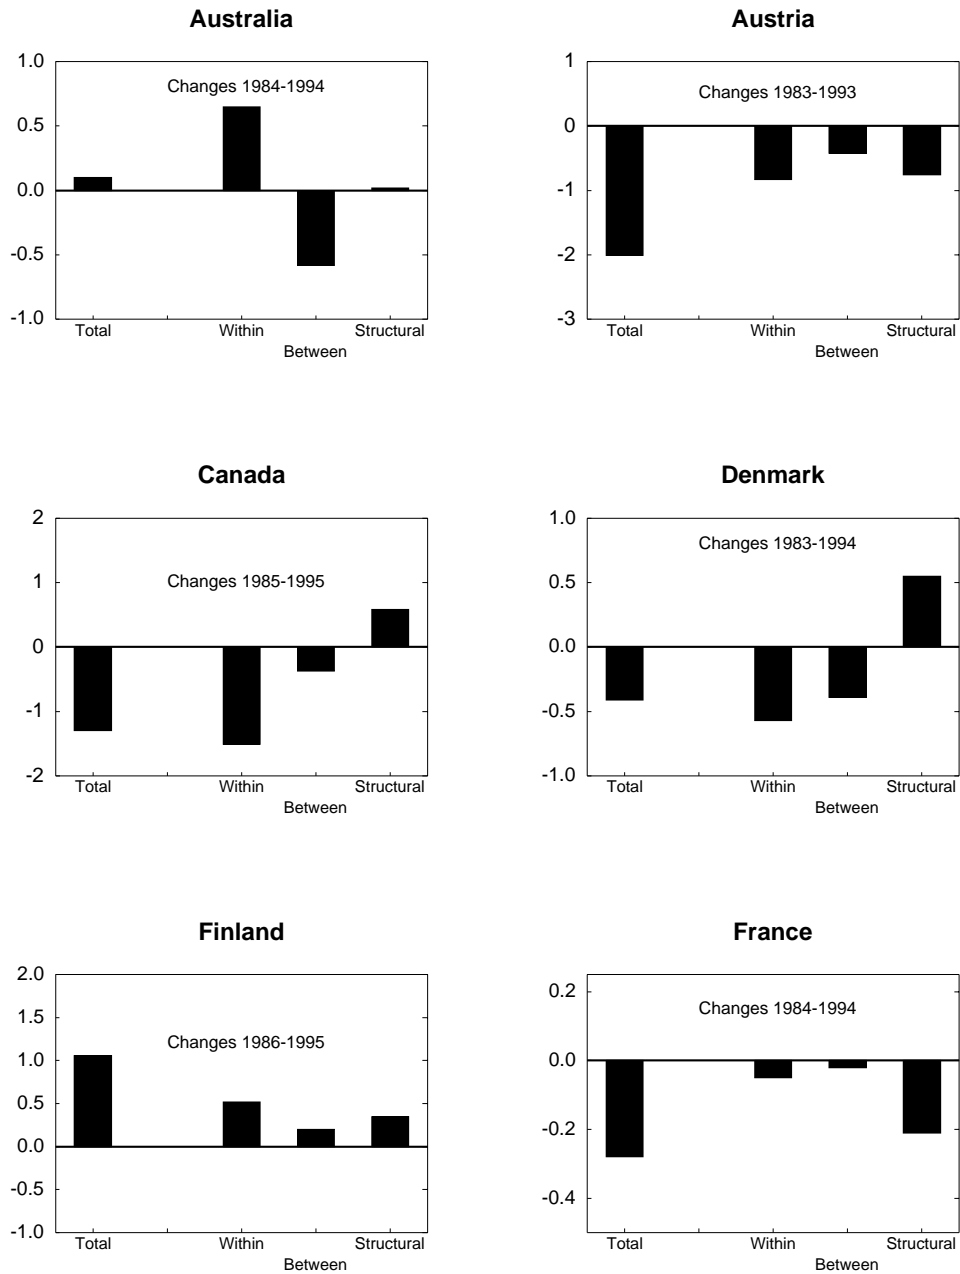 Australia
1.0
Changes 1984-1994
0.5
0.0
-0.5
-1.0
Total
Within
Structural
Between
Austria
1
Changes 1983-1993
0
-1
-2
-3
Total
Within
Structural
Between
Canada
2
Changes 1985-1995
1
0
-1
-2
Total
Within
Structural
Between
Denmark
1.0
Changes 1983-1994
0.5
0.0
-0.5
-1.0
Total
Within
Structural
Between
Finland
2.0
1.5
Changes 1986-1995
1.0
0.5
0.0
-0.5
-1.0
Total
Within
Structural
Between
France
0.2
Changes 1984-1994
0.0
-0.2
-0.4
Total
Within
Structural
Between